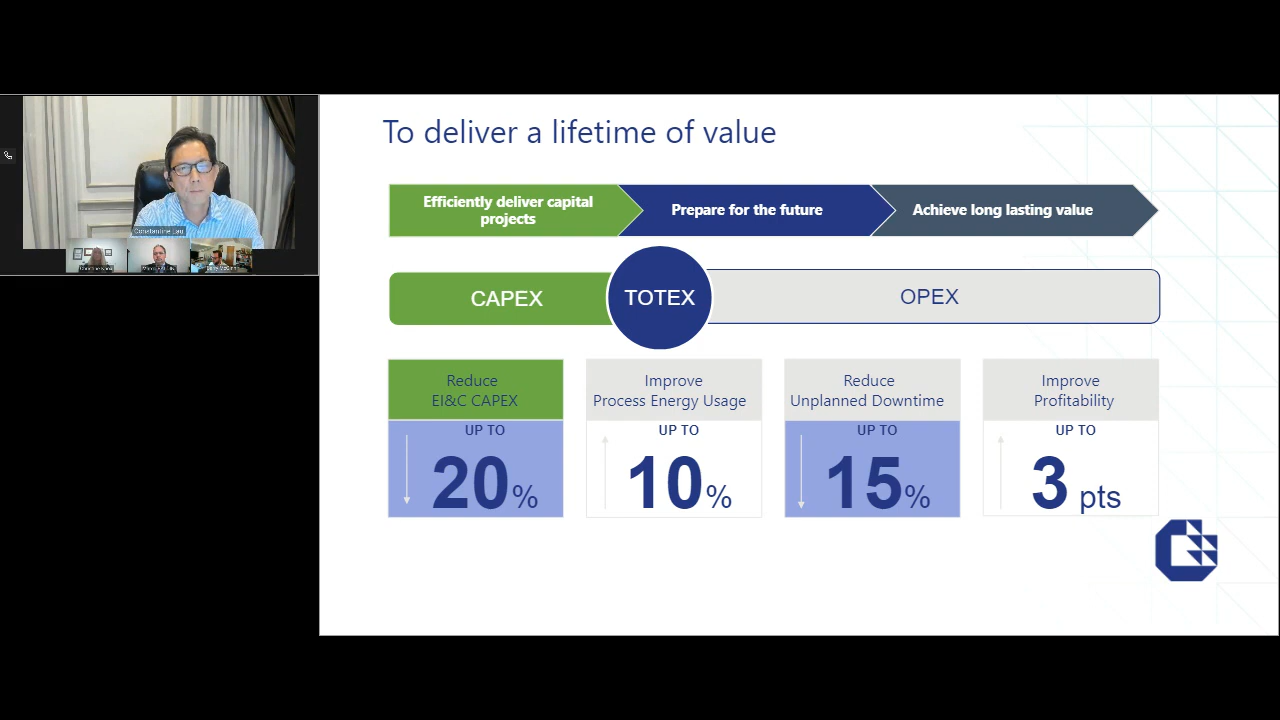 To deliver a lifetime of value
Efficiently deliver capital
projects
Prepare for the future
Achieve long lasting value
CAPEX
TOTEX
OPEX
Reduce
EI&C CAPEX
UP TO
20%
Improve
Process Energy Usage
UP TO
10%
Reduce
Unplanned Downtime
UP TO
15%
Improve
Profitability
UP TO
3 pts
Constantine Lau